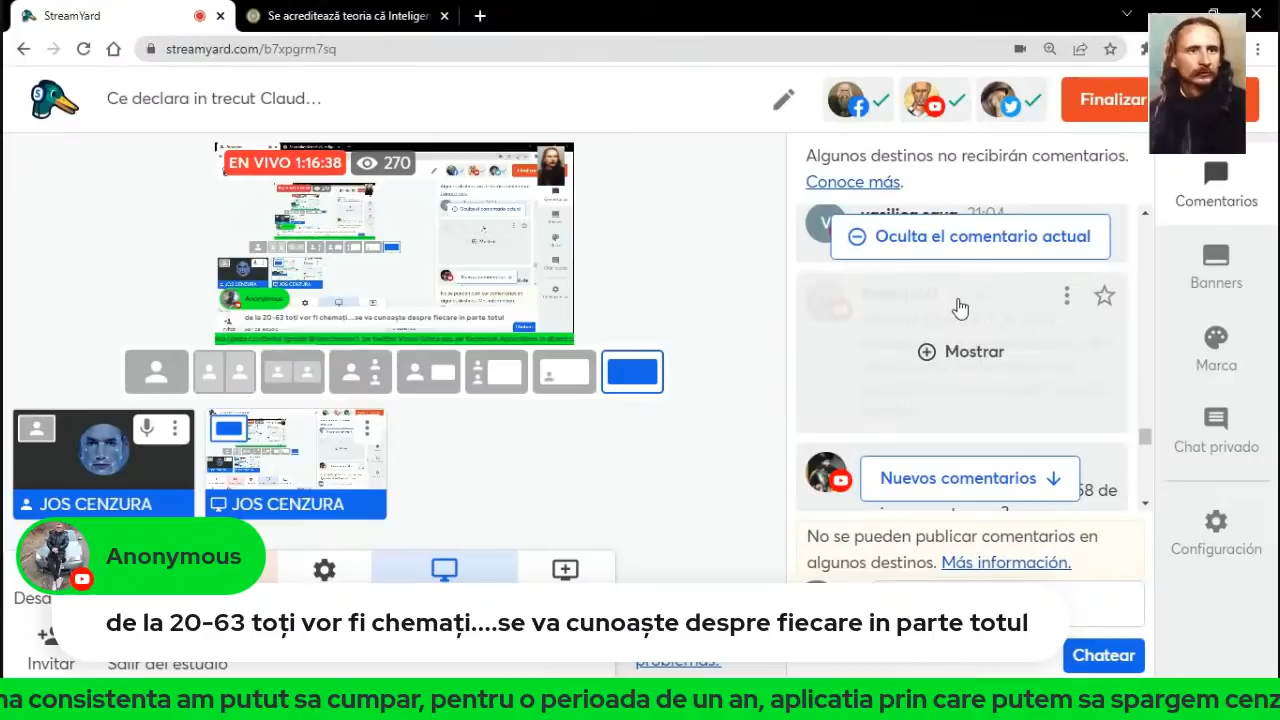 StreamYard
Se acreditează teoria că Inteligen
streamyard.com/b7xpgrm7sq
Ce declara in trecut Claud...
Finalizar
EN VIVO 1:16:38 270
Algunos destinos no recibirán comentarios.
Conoce más.
21:04
Oculta el comentario actual
Mostrar
Nuevos comentarios
58 de
No se pueden publicar comentarios en
algunos destinos. Más información.
Chatear
Comentarios
Banners
Marca
Chat privado
Configuración
JOS CENZURA
JOS CENZURA
Anonymous
de la 20-63 toți vor fi chemați....se va cunoaște despre fiecare in parte totul
Invitar
Salir del estudio
problemas.
na consistenta am putut sa cumpar, pentru o perioada de un an, aplicatia prin care putem sa spargem cenz